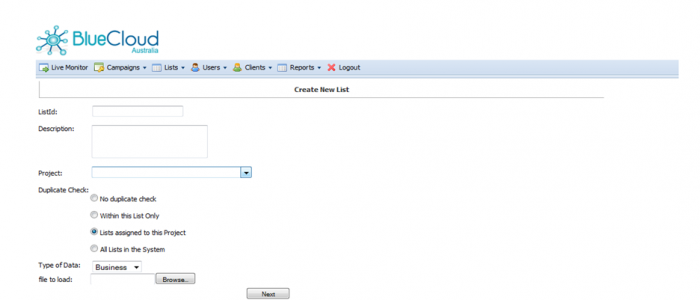 BlueCloud
Australia
Live Monitor Campaigns Lists Users Clients Reports Logout
Create New List
ListId:
Description:
Project:
Duplicate Check:
No duplicate check
Within this List Only
Lists assigned to this Project
All Lists in the System
Type of Data: Business
file to load: Browse...
Next